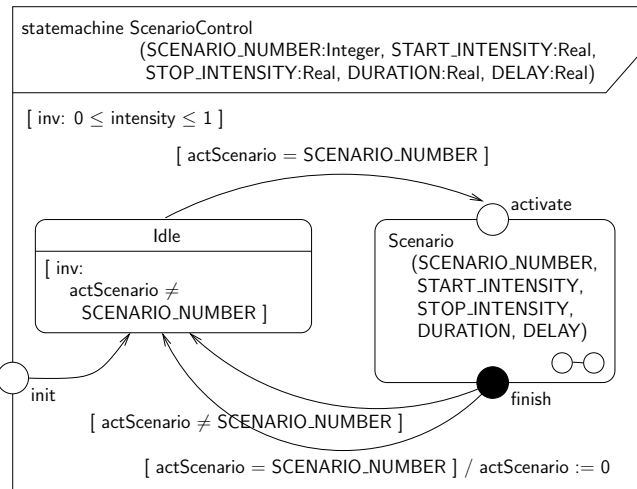 statemachine ScenarioControl
(SCENARIO_NUMBER:Integer, START_INTENSITY:Real,
STOP_INTENSITY:Real, DURATION:Real, DELAY:Real)
[ inv: 0 ≤ intensity ≤ 1 ]
[ actScenario = SCENARIO_NUMBER ]
activate
Idle
[ inv:
actScenario ≠
SCENARIO_NUMBER ]
Scenario
(SCENARIO_NUMBER,
START_INTENSITY,
STOP_INTENSITY,
DURATION, DELAY)
init
finish
[ actScenario ≠ SCENARIO_NUMBER ]
[ actScenario = SCENARIO_NUMBER ] / actScenario := 0